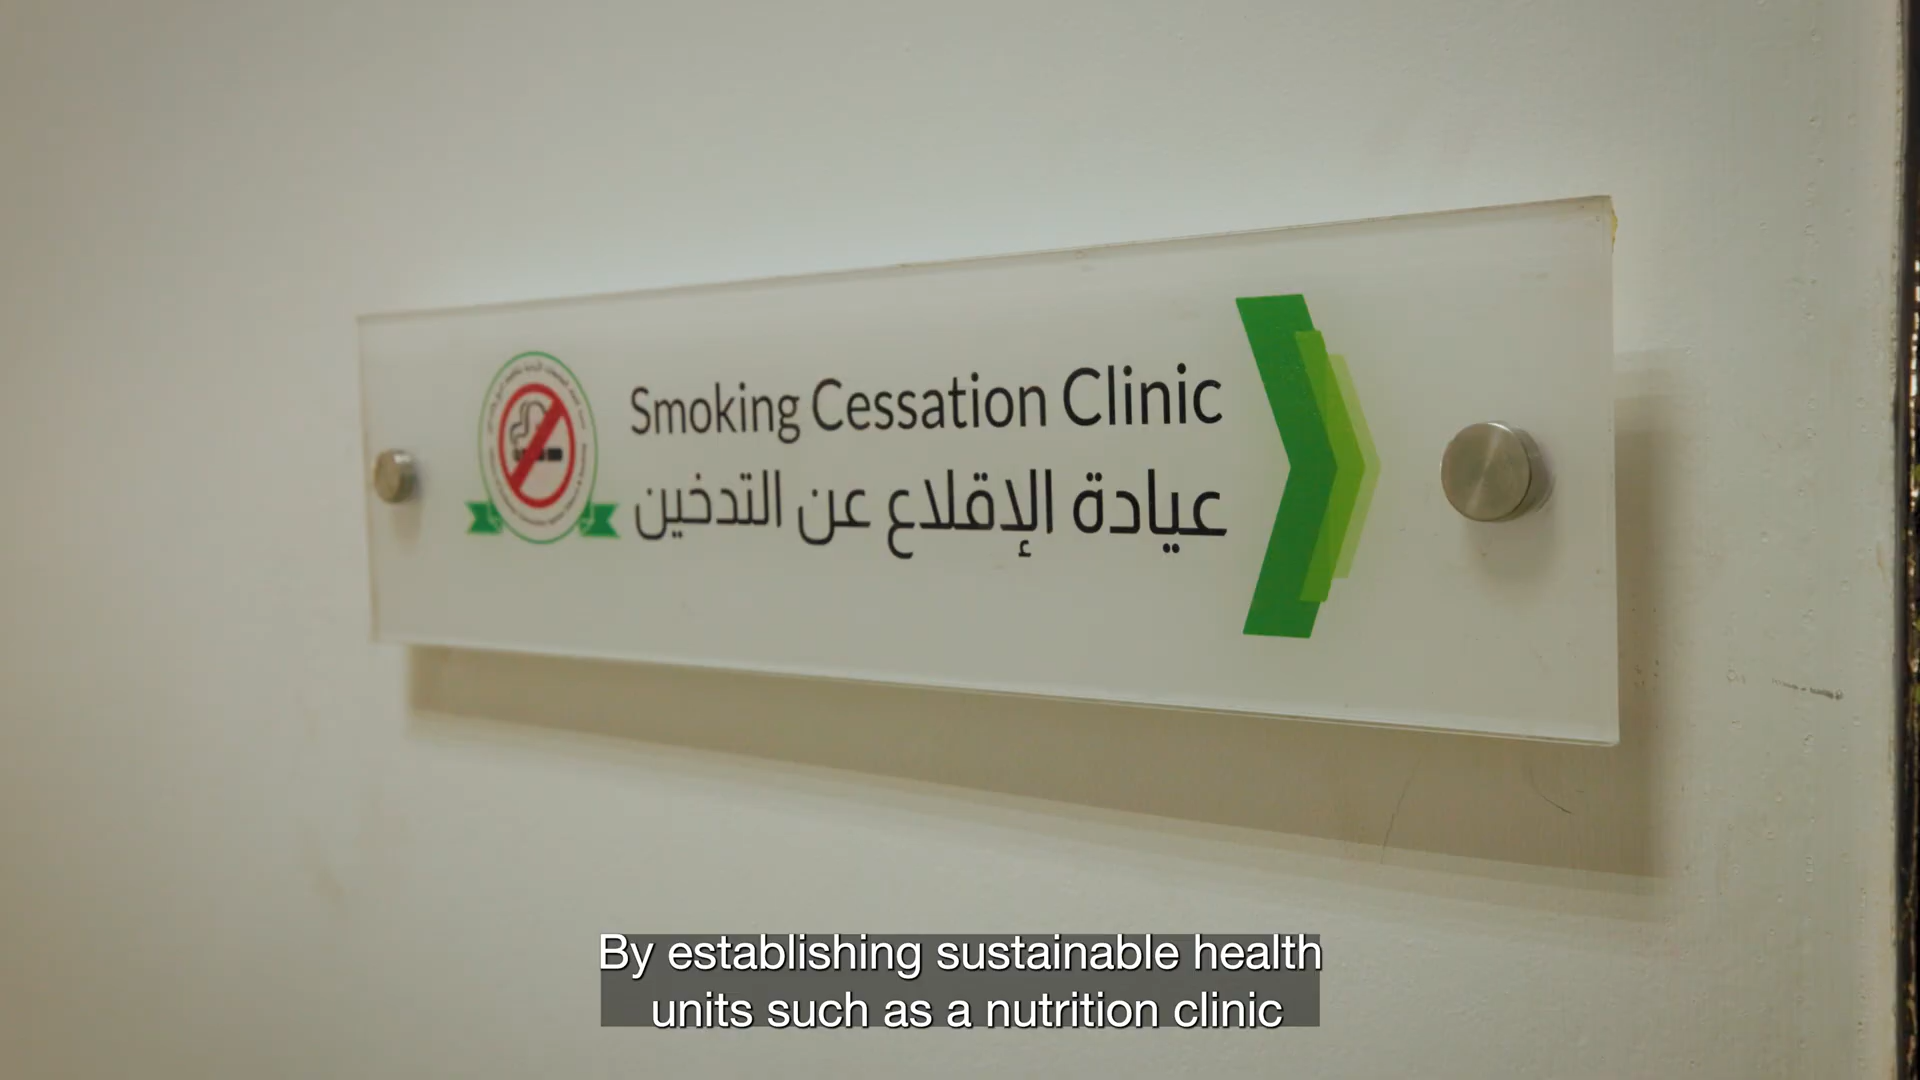 Smoking Cessation Clinic
عيادة الإقلاع عن التدخين
By establishing sustainable health
units such as a nutrition clinic